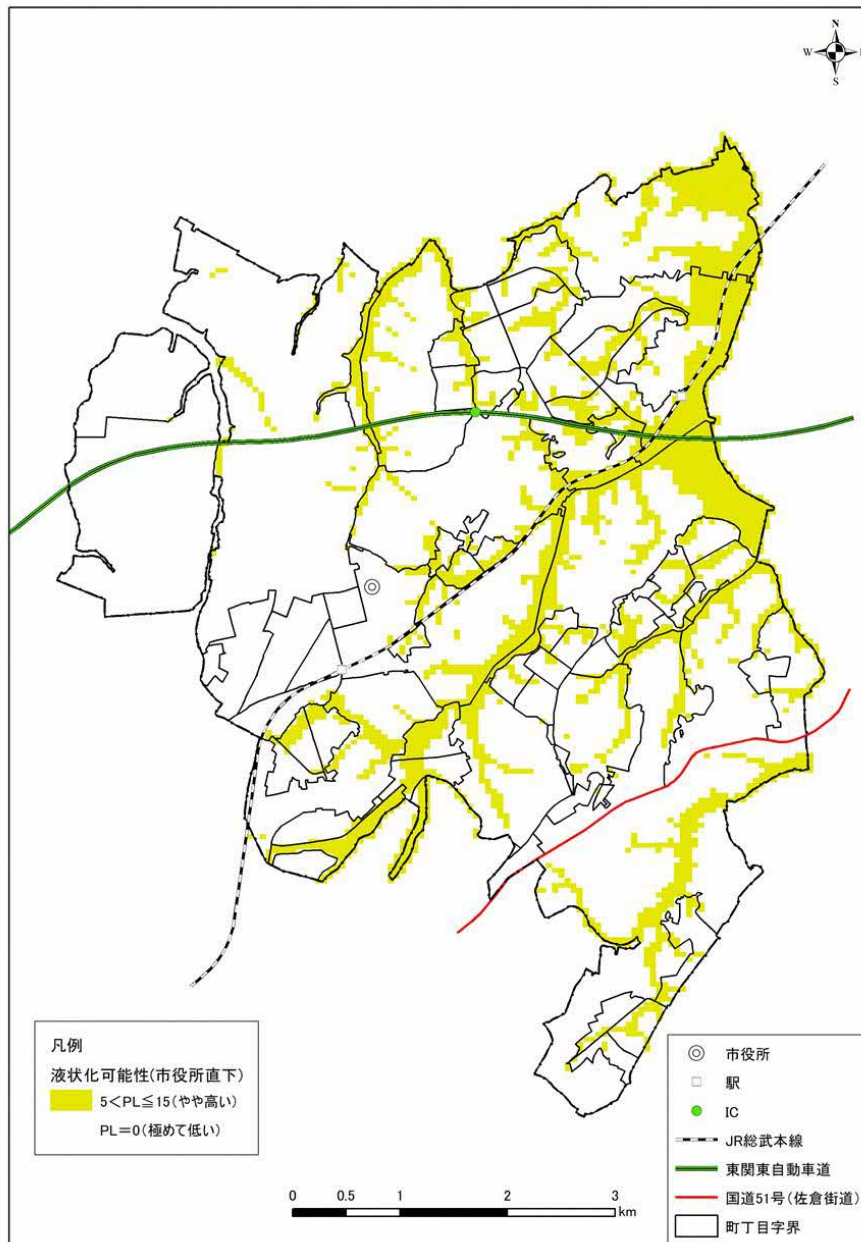 N
W
S
凡例
液状化可能性(市役所直下)
5<PL≦15(やや高い)
PL=0(極めて低い)
0 0.5 1 2 3
km
市役所
駅
IC
JR総武本線
東関東自動車道
国道51号(佐倉街道)
町丁目字界